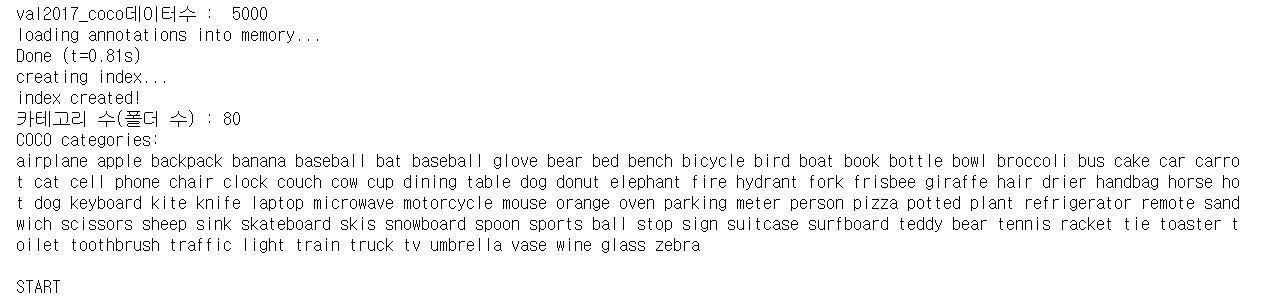 val2017_coco데이터수 :  5000
loading annotations into memory...
Done (t=0.81s)
creating index...
index created!
카테고리 수(폴더 수) : 80
COCO categories:
airplane apple backpack banana baseball bat baseball glove bear bed bench bicycle bird boat book bottle bowl broccoli bus cake car carro
t cat cell phone chair clock couch cow cup dining table dog donut elephant fire hydrant fork frisbee giraffe hair drier handbag horse ho
t dog keyboard kite knife laptop microwave motorcycle mouse orange oven parking meter person pizza potted plant refrigerator remote sand
wich scissors sheep sink skateboard skis snowboard spoon sports ball stop sign suitcase surfboard teddy bear tennis racket tie toaster t
oilet toothbrush traffic light train truck tv umbrella vase wine glass zebra
START